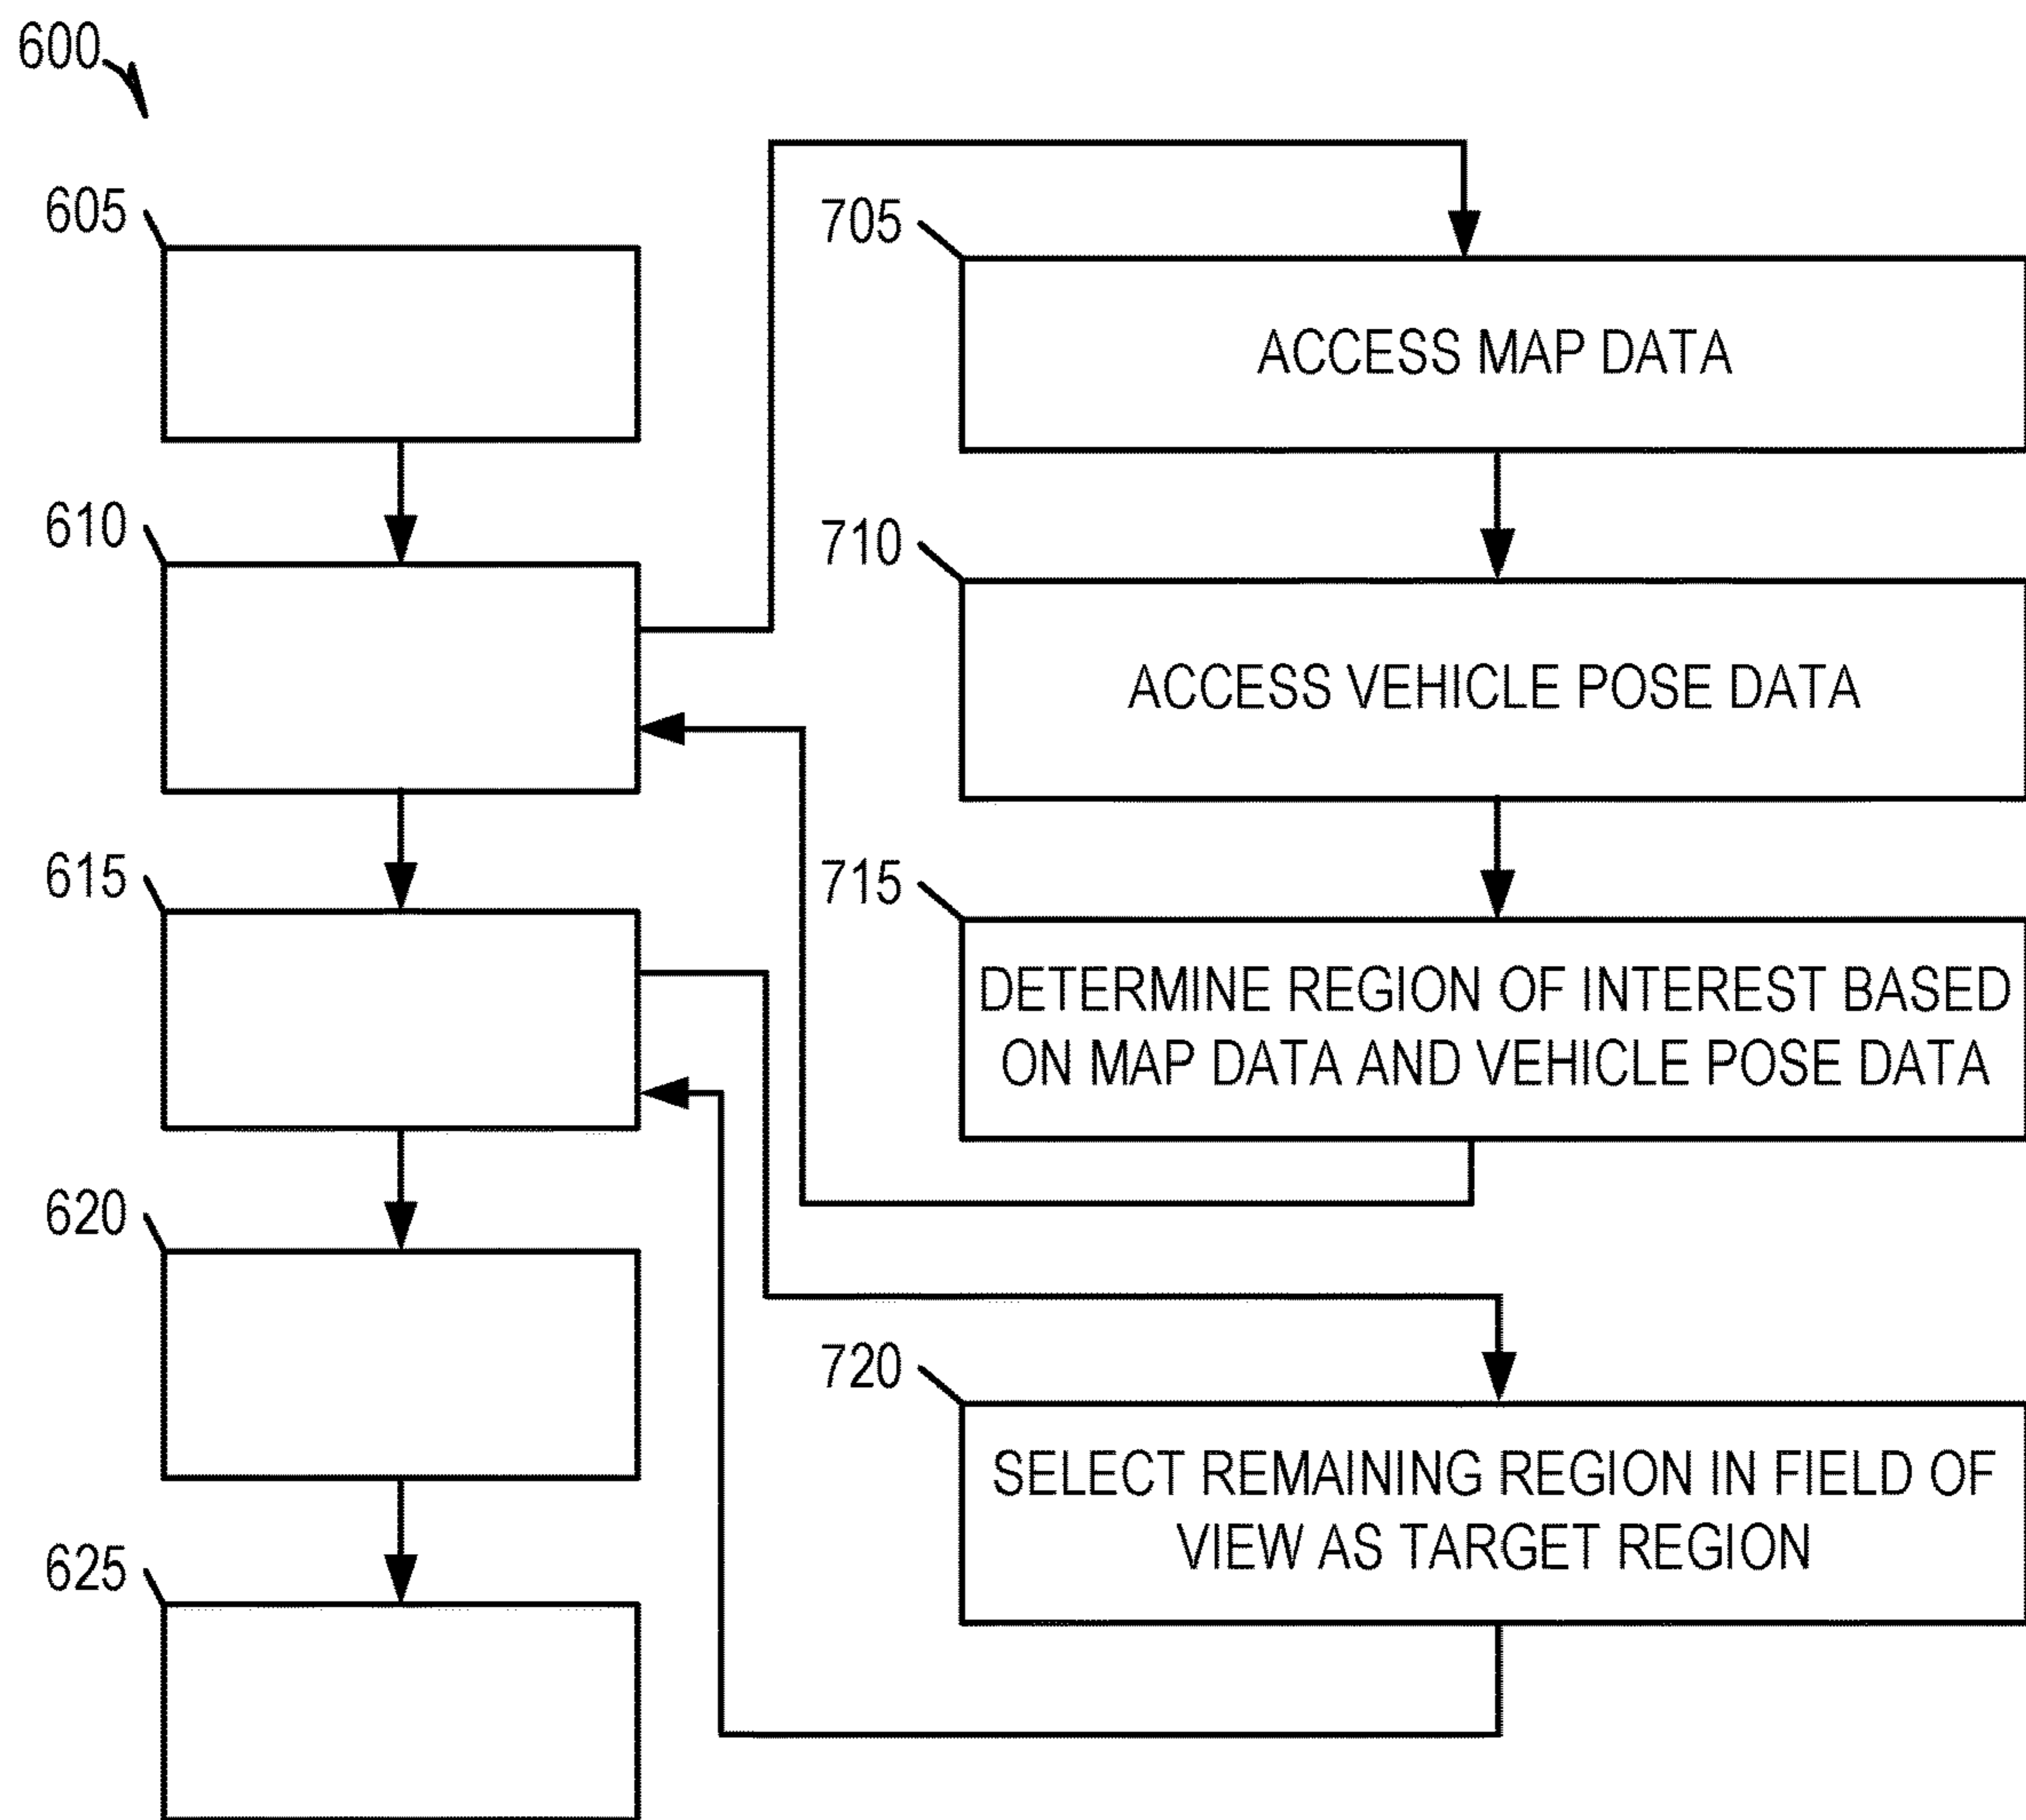 600
605
610
615
620
625
705
ACCESS MAP DATA
710
ACCESS VEHICLE POSE DATA
715
DETERMINE REGION OF INTEREST BASED
ON MAP DATA AND VEHICLE POSE DATA
720
SELECT REMAINING REGION IN FIELD OF
VIEW AS TARGET REGION